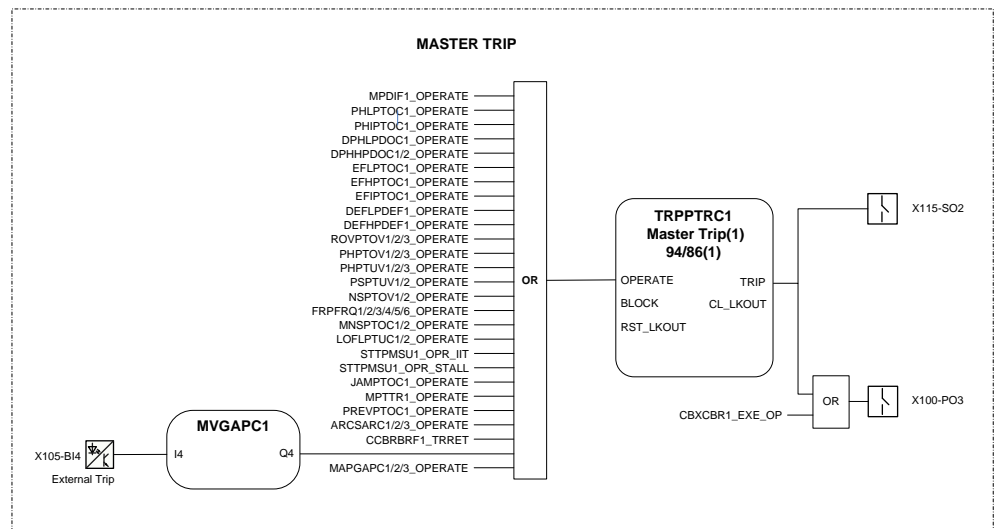 MASTER TRIP
MPDIF1_OPERATE
PHLPTOC1_OPERATE
PHIPTOC1_OPERATE
DPHLPDOC1_OPERATE
DPHHPDOC1/2_OPERATE
EFLPTOC1_OPERATE
EFHPTOC1_OPERATE
EFIPTOC1_OPERATE
DEFLPDEF1_OPERATE
DEFHPDEF1_OPERATE
ROVPTOV1/2/3_OPERATE
PHPTOV1/2/3_OPERATE
PHPTUV1/2/3_OPERATE
PSPTUV1/2_OPERATE
NSPTOV1/2_OPERATE
FRPFRQ1/2/3/4/5/6_OPERATE
MNSPTOC1/2_OPERATE
LOFLPTUC1/2_OPERATE
STTPMSU1_OPR_IIT
STTPMSU1_OPR_STALL
JAMPTOC1_OPERATE
MPTTR1_OPERATE
PREVPTOC1_OPERATE
ARCSARC1/2/3_OPERATE
CCBRBRF1_TRRET
MAPGAPC1/2/3_OPERATE
X105-BI4
External Trip
MVGAPC1
I4
Q4
OR
TRPPTRC1
Master Trip(1)
94/86(1)
OPERATE
TRIP
BLOCK
CL_LKOUT
RST_LKOUT
X115-SO2
CBXCBR1_EXE_OP
OR
X100-PO3